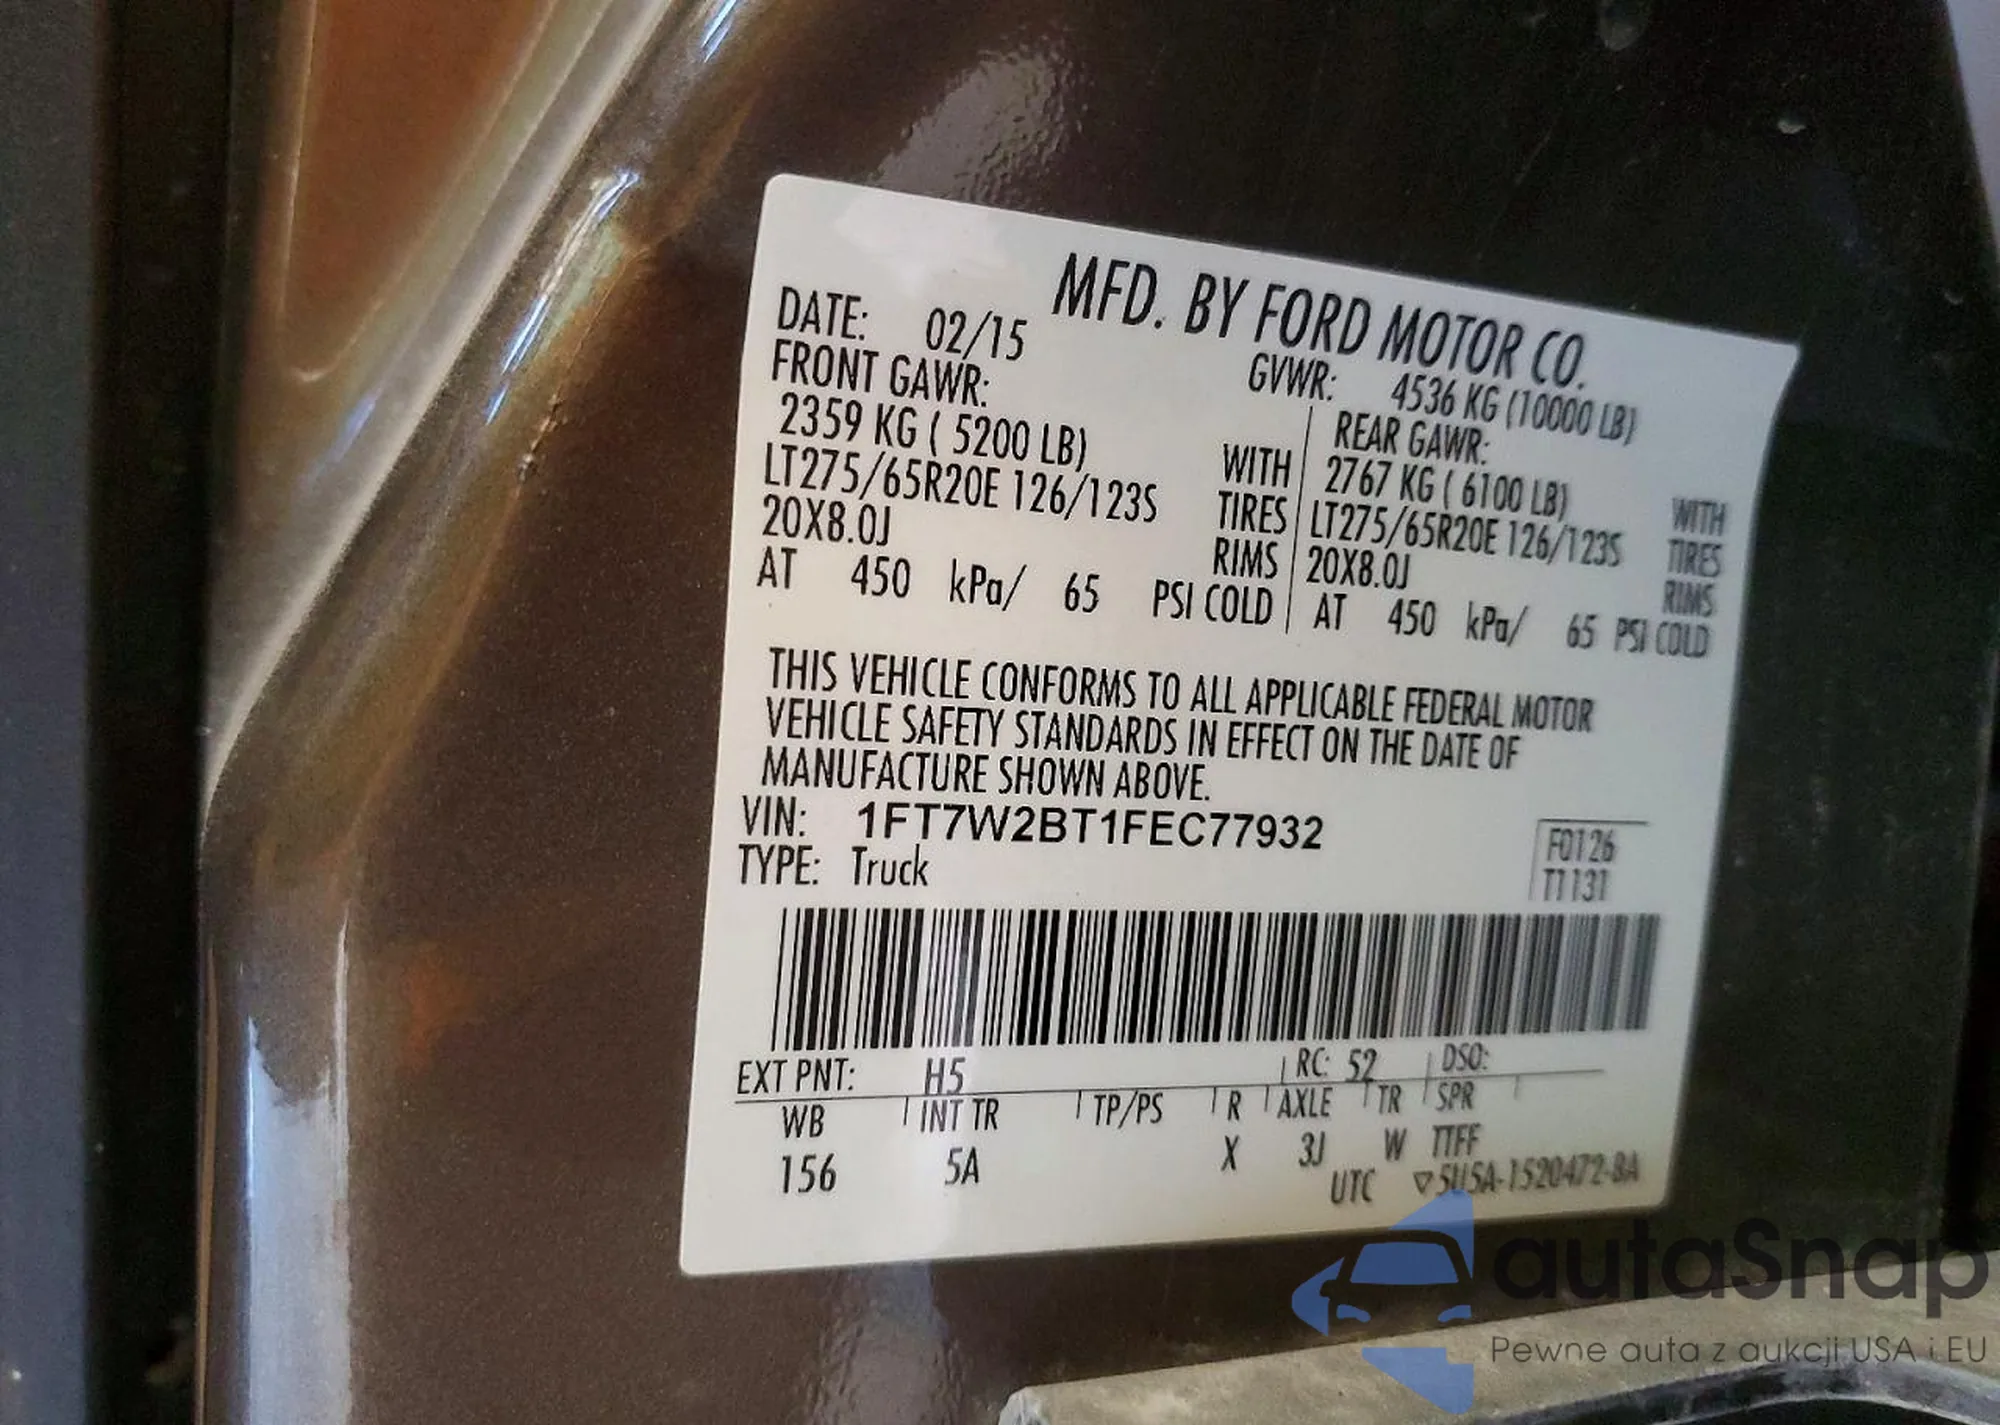 MFD. BY FORD MOTOR CO.
DATE: 02/15
GVWR: 4536 KG (10000 LB)
FRONT GAWR:
2359 KG ( 5200 LB) WITH
LT275/65R20E 126/123S TIRES
20X8.0J RIMS
AT 450 kPa/ 65 PSI COLD
REAR GAWR:
2767 KG ( 6100 LB) WITH
LT275/65R20E 126/123S TIRES
20X8.0J RIMS
AT 450 kPa/ 65 PSI COLD
THIS VEHICLE CONFORMS TO ALL APPLICABLE FEDERAL MOTOR
VEHICLE SAFETY STANDARDS IN EFFECT ON THE DATE OF
MANUFACTURE SHOWN ABOVE.
VIN: 1FT7W2BT1FEC77932
TYPE: Truck
F0126
T1131
EXT PNT: H5 RC: 52 DSO:
WB INT TR TP/PS R AXLE TR SPR
156 5A X 3J W TTFF
UTC ▽5U5A-1520472-BA
autaSnap
Pewne auta z aukcji USA i EU